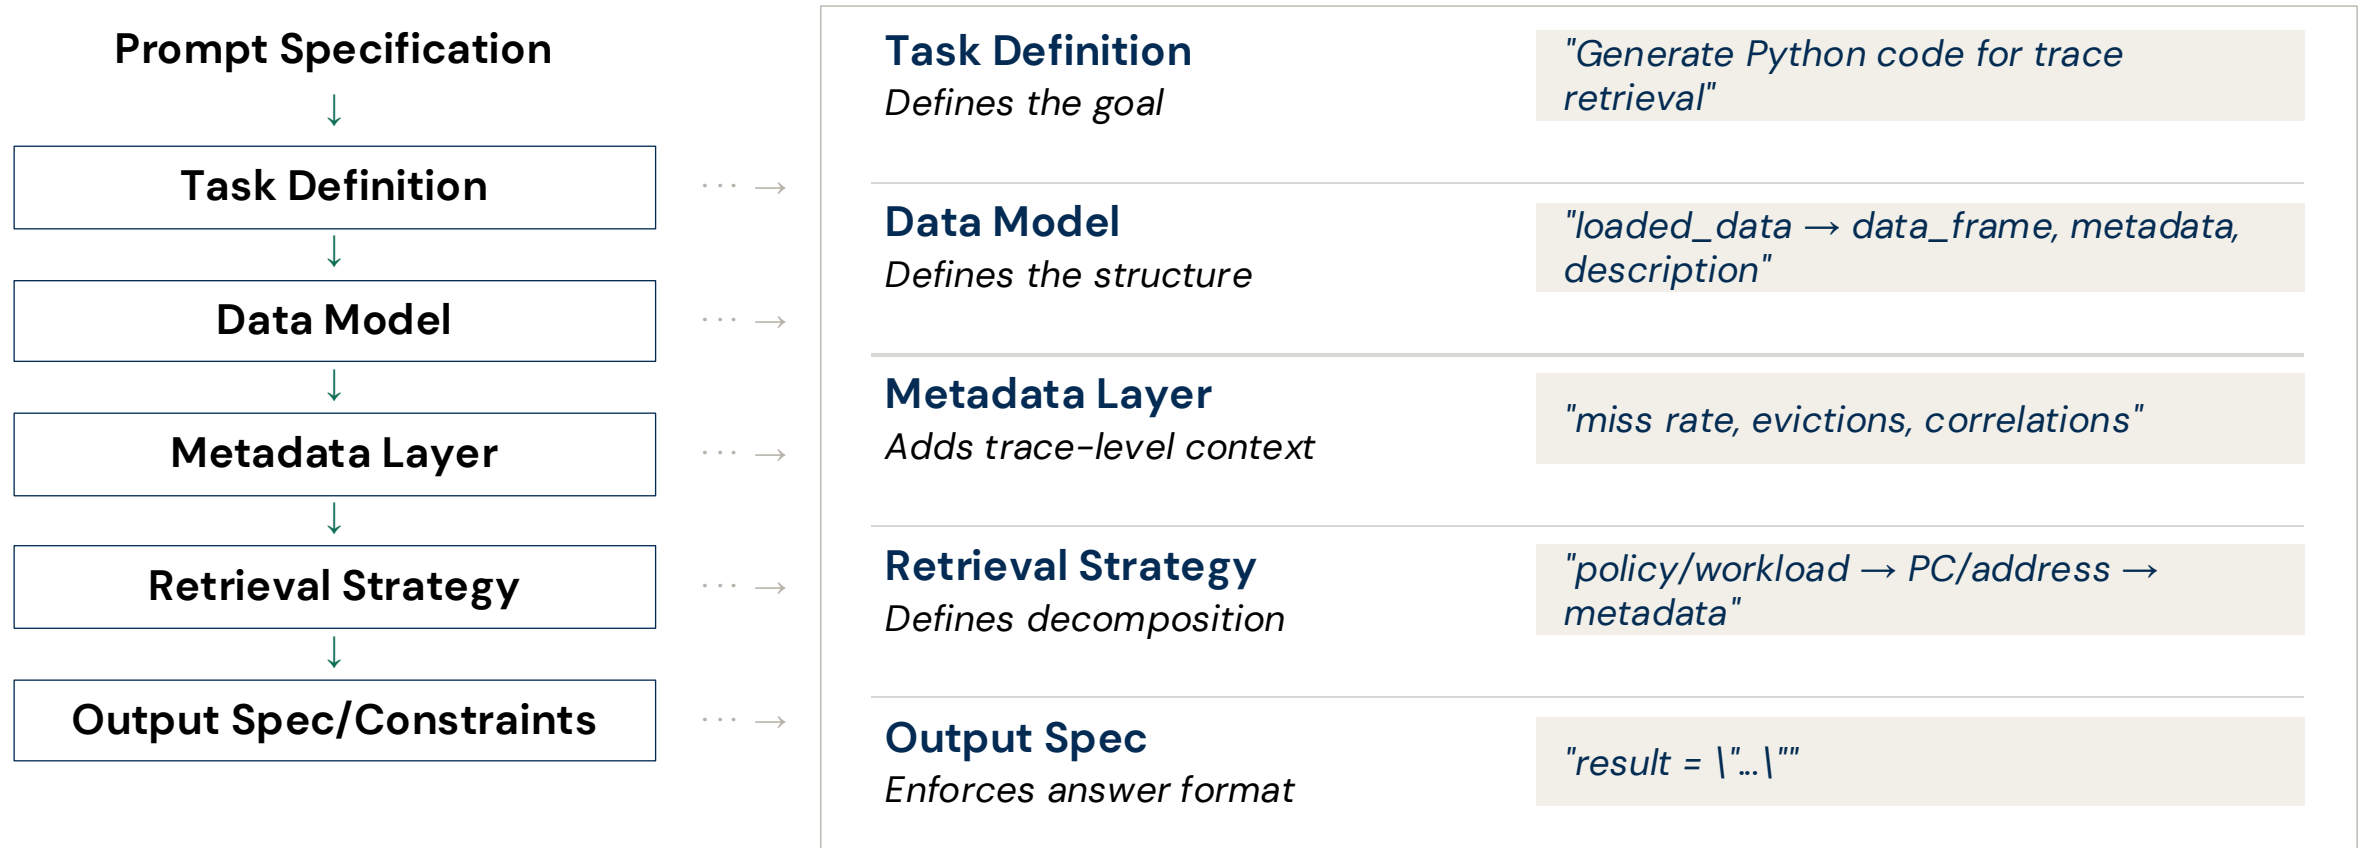 Prompt Specification
↓
Task Definition
··· →
↓
Data Model
··· →
↓
Metadata Layer
··· →
↓
Retrieval Strategy
··· →
↓
Output Spec/Constraints
··· →
Task Definition
Defines the goal
"Generate Python code for trace
retrieval"
Data Model
Defines the structure
"loaded_data → data_frame, metadata,
description"
Metadata Layer
Adds trace-level context
"miss rate, evictions, correlations"
Retrieval Strategy
Defines decomposition
"policy/workload → PC/address →
metadata"
Output Spec
Enforces answer format
"result = \"...\""